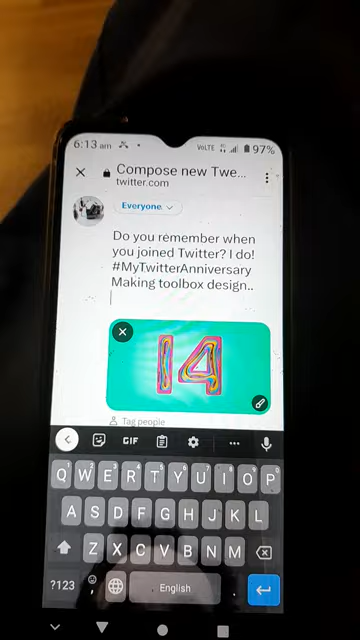 6:13 am VoLTE 97%
Compose new Twe...
twitter.com
Everyone
Do you remember when
you joined Twitter? I do!
#MyTwitterAnniversary
Making toolbox design..
14
Tag people
GIF
Q W E R T Y U I O P
A S D F G H J K L
Z X C V B N M
?123 , English .